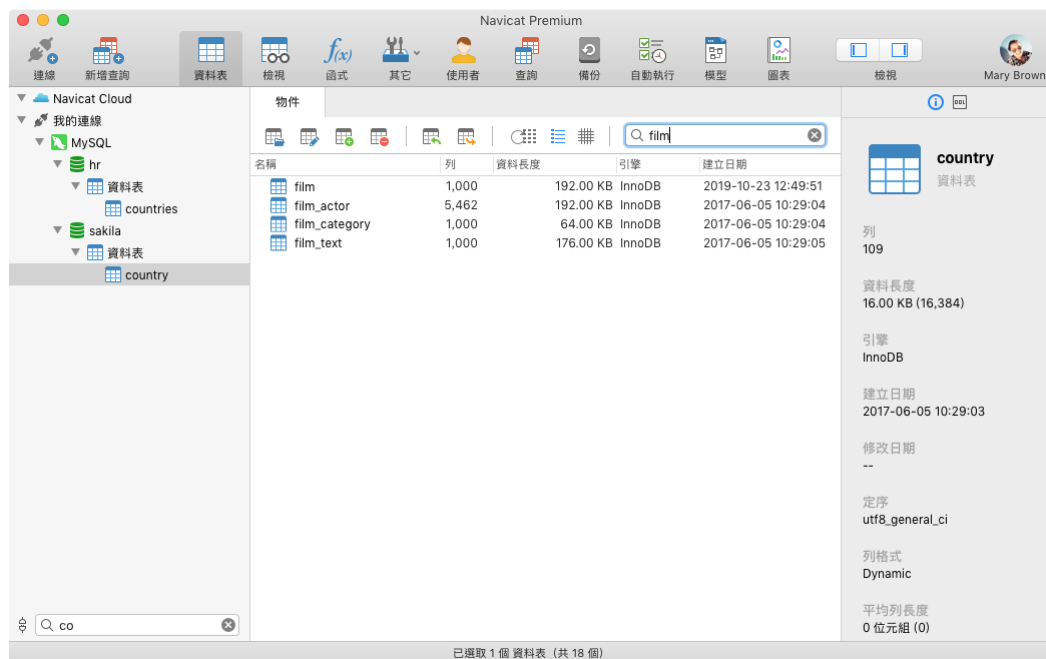 Navicat Premium
連線
新增查詢
資料表
檢視
f(x)
函式
其它
使用者
查詢
備份
自動執行
模型
圖表
檢視
Mary Brown
Navicat Cloud
我的連線
MySQL
hr
資料表
countries
sakila
資料表
country
co
物件
film
名稱 列 資料長度 引擎 建立日期
film 1,000 192.00 KB InnoDB 2019-10-23 12:49:51
film_actor 5,462 192.00 KB InnoDB 2017-06-05 10:29:04
film_category 1,000 64.00 KB InnoDB 2017-06-05 10:29:04
film_text 1,000 176.00 KB InnoDB 2017-06-05 10:29:05
DDL
country
資料表
列
109
資料長度
16.00 KB (16,384)
引擎
InnoDB
建立日期
2017-06-05 10:29:03
修改日期
--
定序
utf8_general_ci
列格式
Dynamic
平均列長度
0 位元組 (0)
已選取 1 個 資料表（共 18 個)